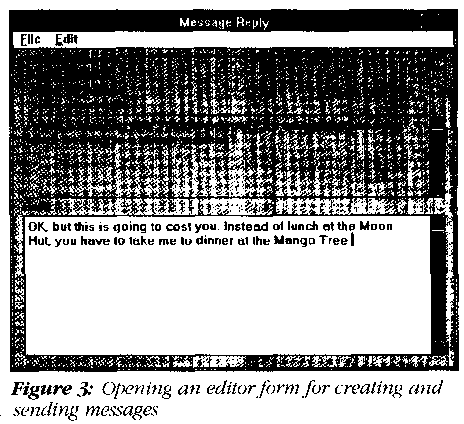 Message Reply
File Edit
OK, but this is going to cost you. Instead of lunch at the Moon
Hut, you have to take me to dinner at the Mango Tree
Figure 3: Opening an editor form for creating and
sending messages